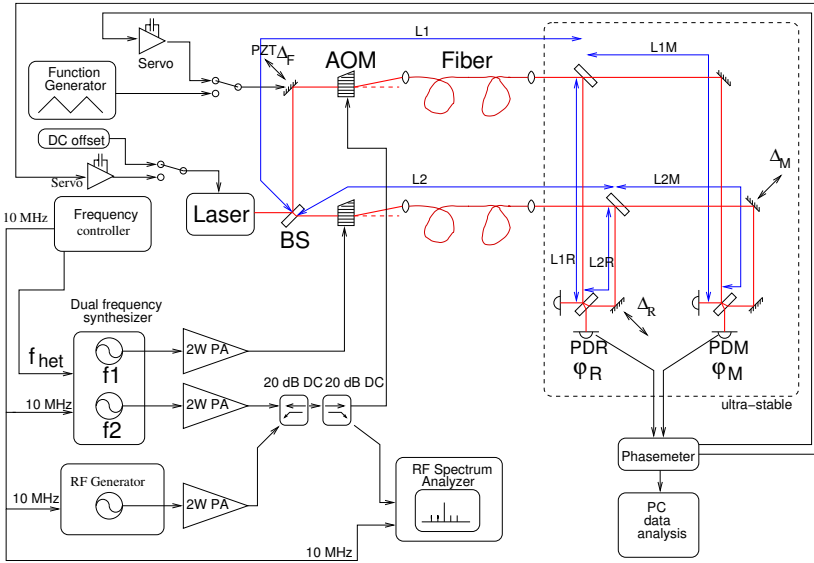 L1
PZT Δ_F
AOM
Fiber
L1M
Servo
Function
Generator
DC offset
Servo
Laser
BS
L2
L2M
Δ_M
10 MHz
Frequency
controller
L1R
L2R
Δ_R
Dual frequency
synthesizer
f_het
f1
2W PA
20 dB DC
20 dB DC
PDR
φ_R
PDM
φ_M
10 MHz
f2
2W PA
ultra-stable
Phasemeter
RF Generator
10 MHz
2W PA
RF Spectrum
Analyzer
PC
data
analysis
10 MHz